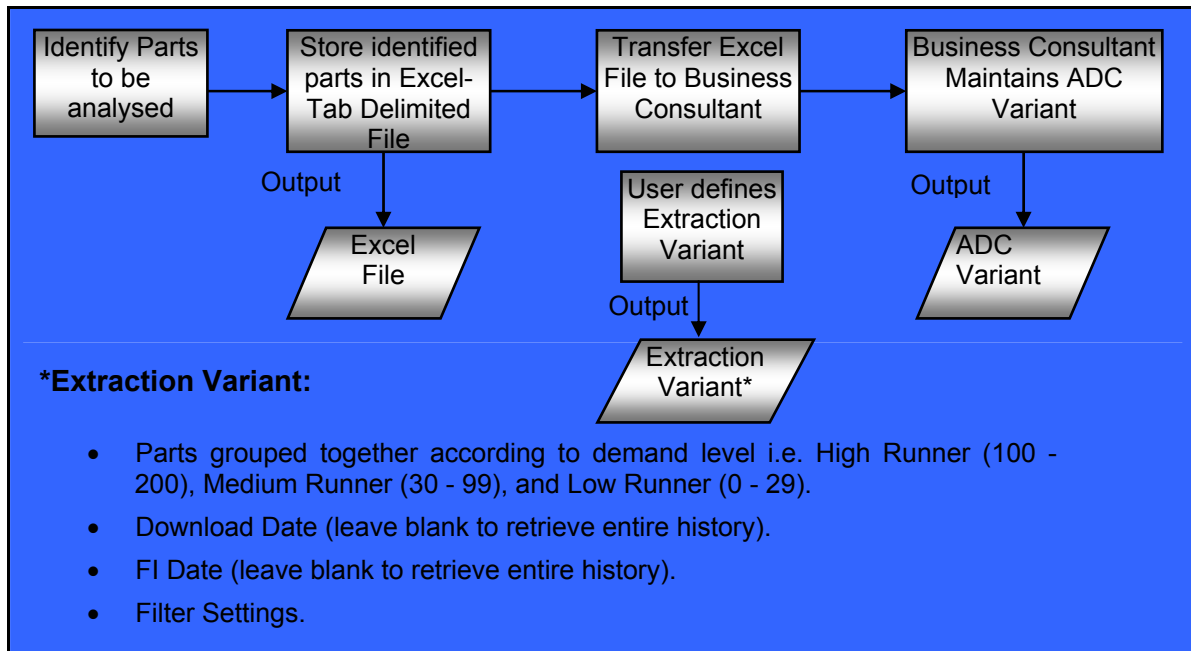 Identify Parts
to be
analysed
Store identified
parts in Excel-
Tab Delimited
File
Transfer Excel
File to Business
Consultant
Business Consultant
Maintains ADC
Variant
Output
Excel
File
User defines
Extraction
Variant
Output
Extraction
Variant*
Output
ADC
Variant
*Extraction Variant:
• Parts grouped together according to demand level i.e. High Runner (100 -
200), Medium Runner (30 - 99), and Low Runner (0 - 29).
• Download Date (leave blank to retrieve entire history).
• FI Date (leave blank to retrieve entire history).
• Filter Settings.